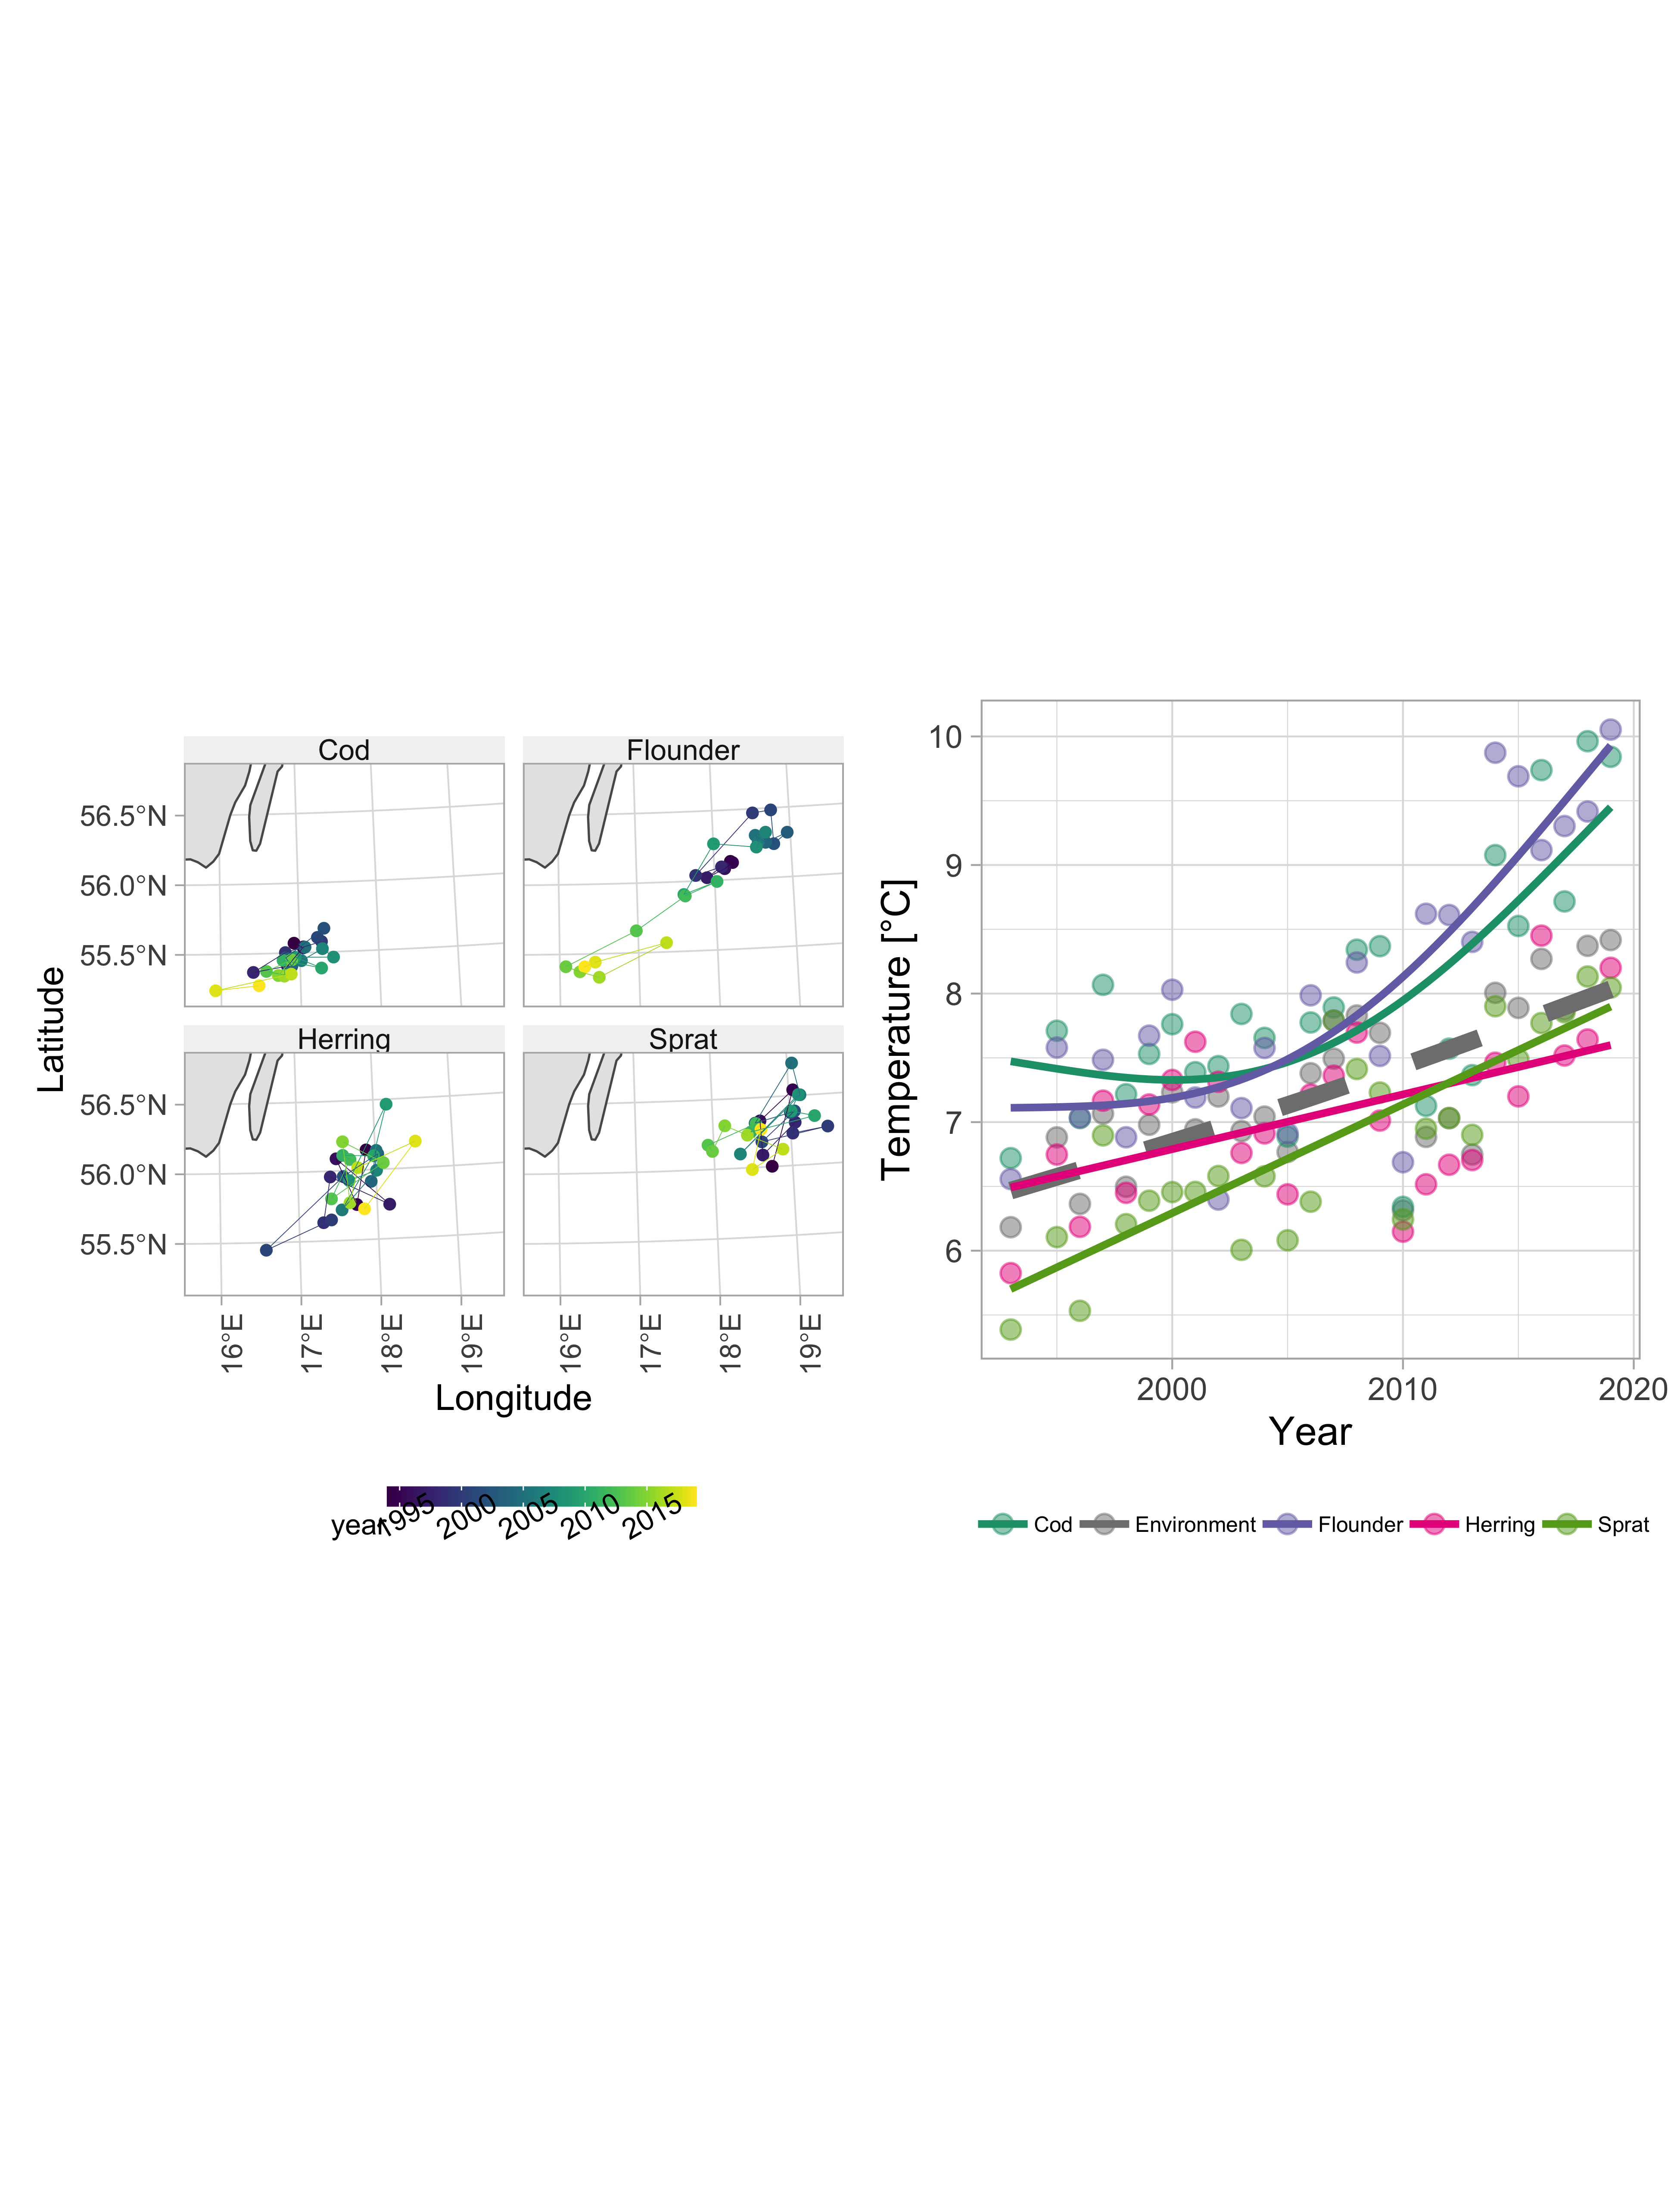 Cod
Flounder
56.5°N
56.0°N
55.5°N
Herring
Sprat
56.5°N
56.0°N
55.5°N
Latitude
16°E
17°E
18°E
19°E
16°E
17°E
18°E
19°E
Longitude
year
1995
2000
2005
2010
2015
10
9
8
7
6
Temperature [°C]
2000
2010
2020
Year
Cod
Environment
Flounder
Herring
Sprat